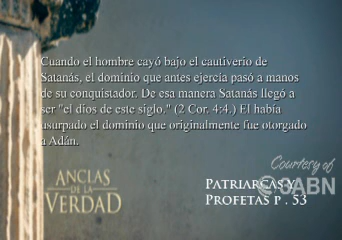 Cuando el hombre cayó bajo el cautiverio de
Satanás, el dominio que antes ejercía pasó a manos
de su conquistador. De esa manera Satanás llegó a
ser "el dios de este siglo." (2 Cor. 4:4.) El había
usurpado el dominio que originalmente fue otorgado
a Adán.
Courtesy of
3ABN
ANCLAS
DE LA
VERDAD
PATRIARCAS Y
PROFETAS P . 53